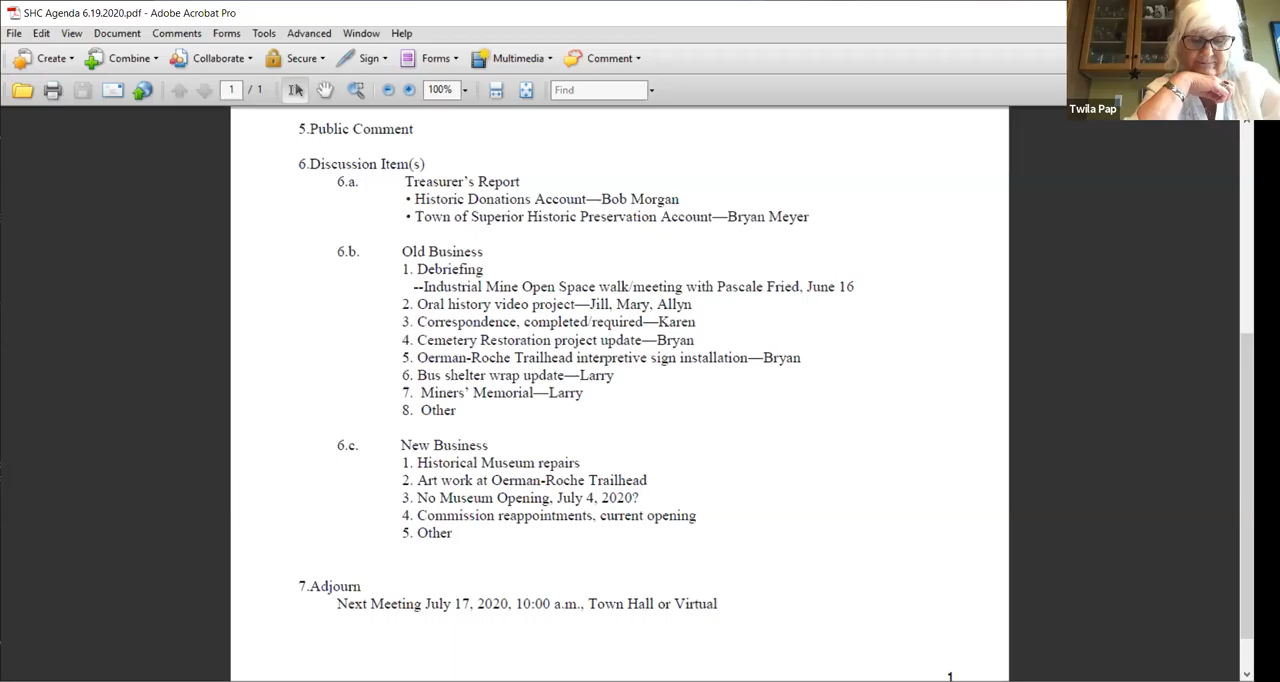 SHC Agenda 6.19.2020.pdf - Adobe Acrobat Pro
File Edit View Document Comments Forms Tools Advanced Window Help
Create Combine Collaborate Secure Sign Forms Multimedia Comment
1 / 1 100% Find
Twila Pap
5.Public Comment
6.Discussion Item(s)
6.a. Treasurer's Report
• Historic Donations Account—Bob Morgan
• Town of Superior Historic Preservation Account—Bryan Meyer
6.b. Old Business
1. Debriefing
--Industrial Mine Open Space walk/meeting with Pascale Fried, June 16
2. Oral history video project—Jill, Mary, Allyn
3. Correspondence, completed/required—Karen
4. Cemetery Restoration project update—Bryan
5. Oerman-Roche Trailhead interpretive sign installation—Bryan
6. Bus shelter wrap update—Larry
7. Miners' Memorial—Larry
8. Other
6.c. New Business
1. Historical Museum repairs
2. Art work at Oerman-Roche Trailhead
3. No Museum Opening, July 4, 2020?
4. Commission reappointments, current opening
5. Other
7.Adjourn
Next Meeting July 17, 2020, 10:00 a.m., Town Hall or Virtual
1